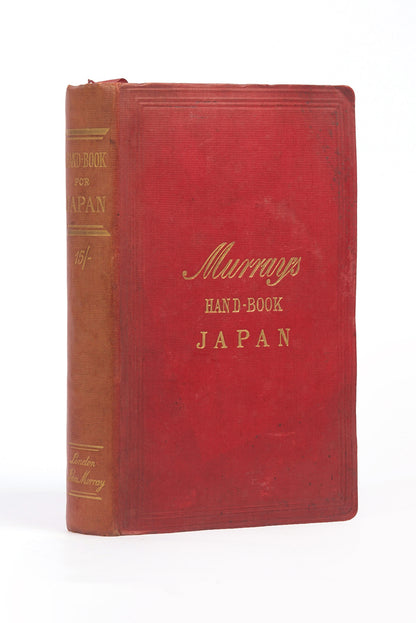 HAND-BOOK
FOR
JAPAN
15/-
London
John Murray
Murray's
HAND-BOOK
JAPAN